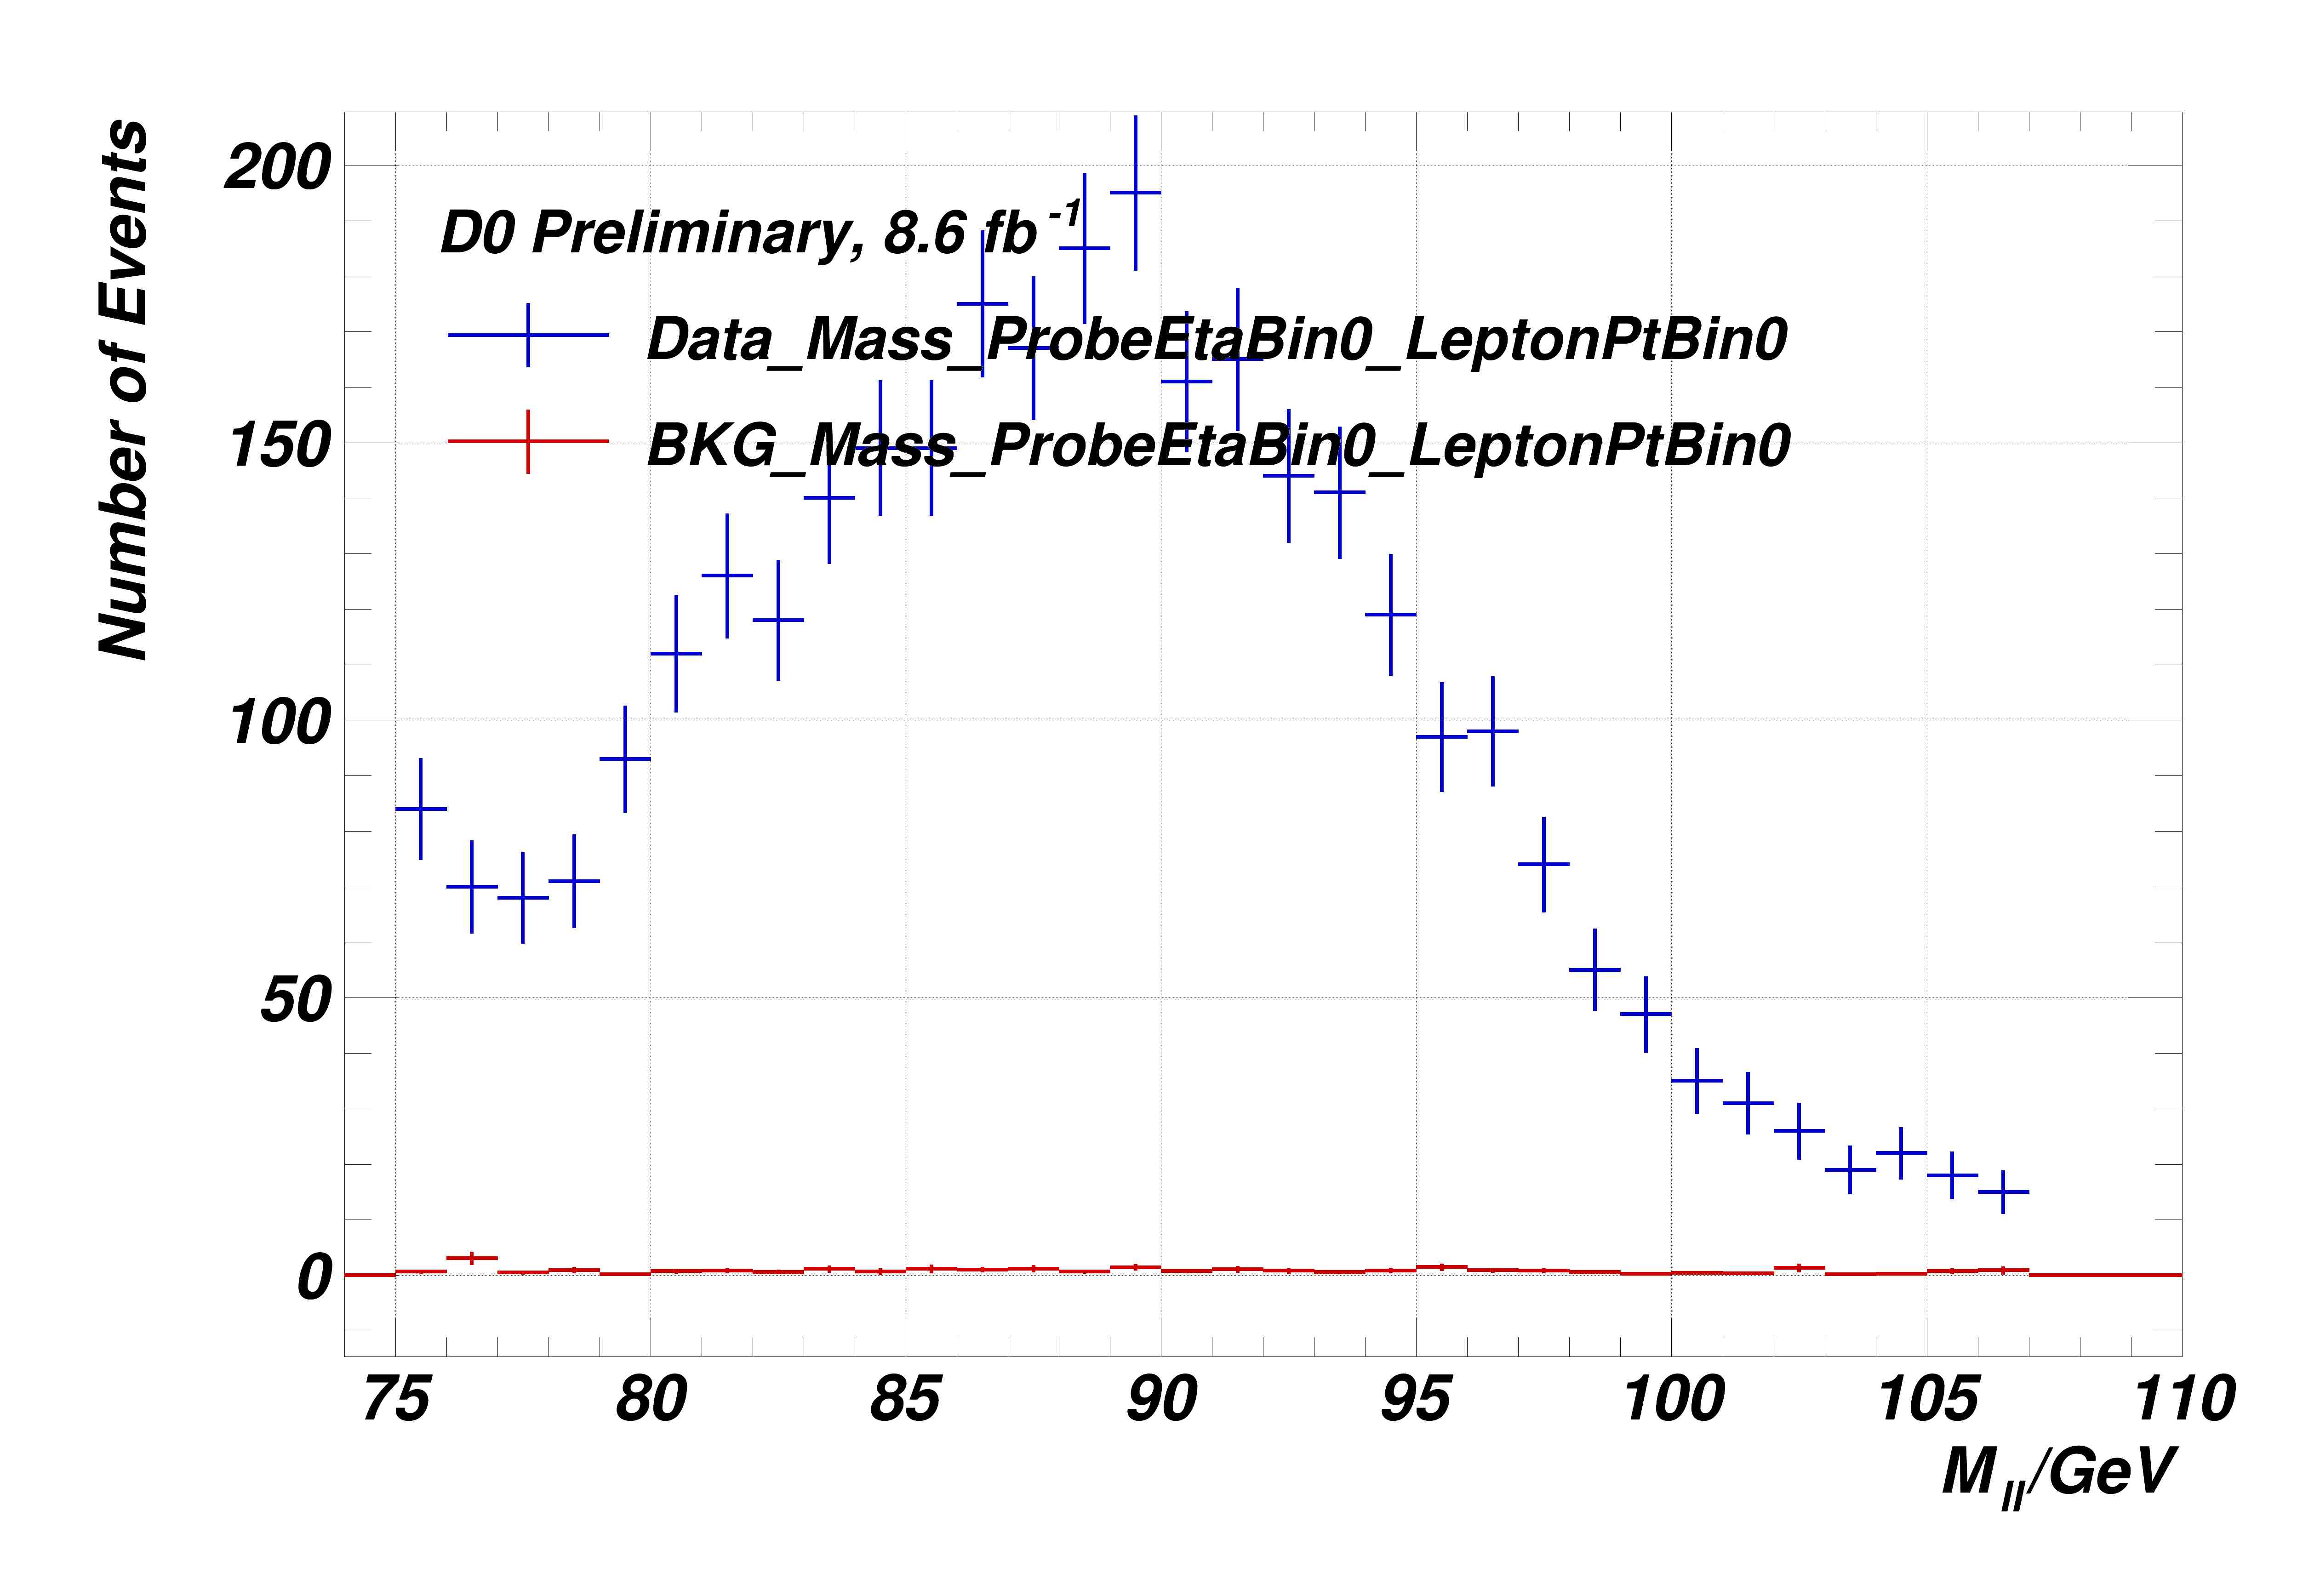 Number of Events
200
150
100
50
0
D0 Preliminary, 8.6 fb-1
Data_Mass_ProbeEtaBin0_LeptonPtBin0
BKG_Mass_ProbeEtaBin0_LeptonPtBin0
75 80 85 90 95 100 105 110
Mll/GeV